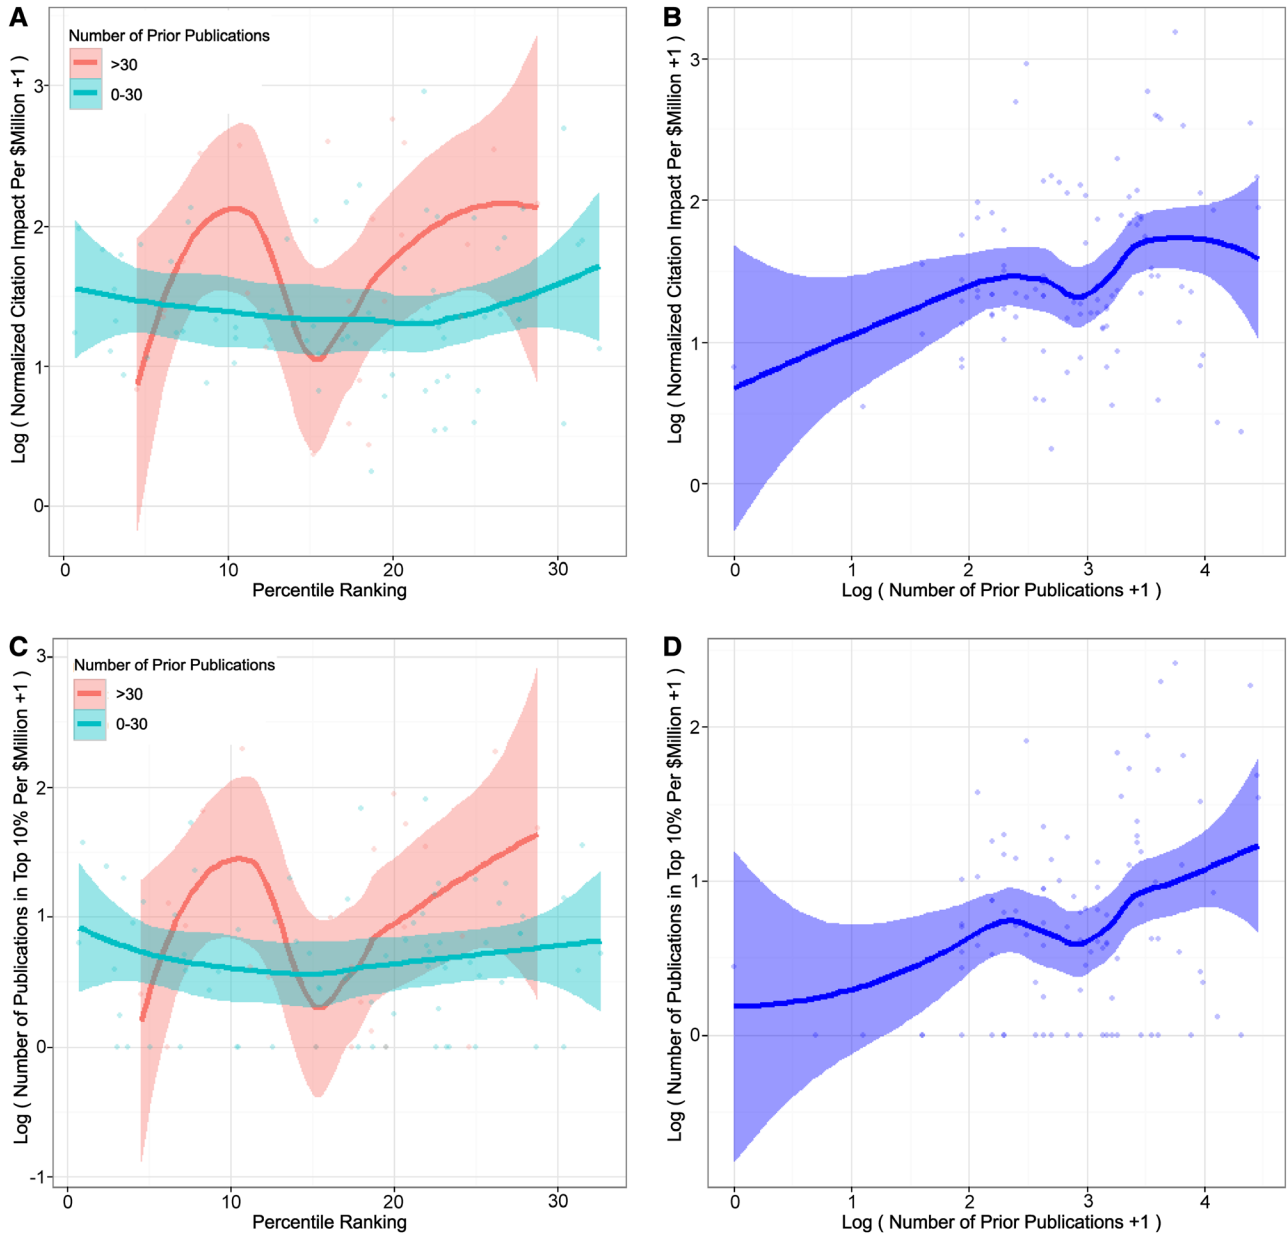 A
Number of Prior Publications
>30
0-30
Log ( Normalized Citation Impact Per $Million +1 )
3
2
1
0
0
10
20
30
Percentile Ranking
B
Log ( Normalized Citation Impact Per $Million +1 )
3
2
1
0
0
1
2
3
4
Log ( Number of Prior Publications +1 )
C
Number of Prior Publications
>30
0-30
Log ( Number of Publications in Top 10% Per $Million +1 )
3
2
1
0
-1
0
10
20
30
Percentile Ranking
D
Log ( Number of Publications in Top 10% Per $Million +1 )
2
1
0
0
1
2
3
4
Log ( Number of Prior Publications +1 )